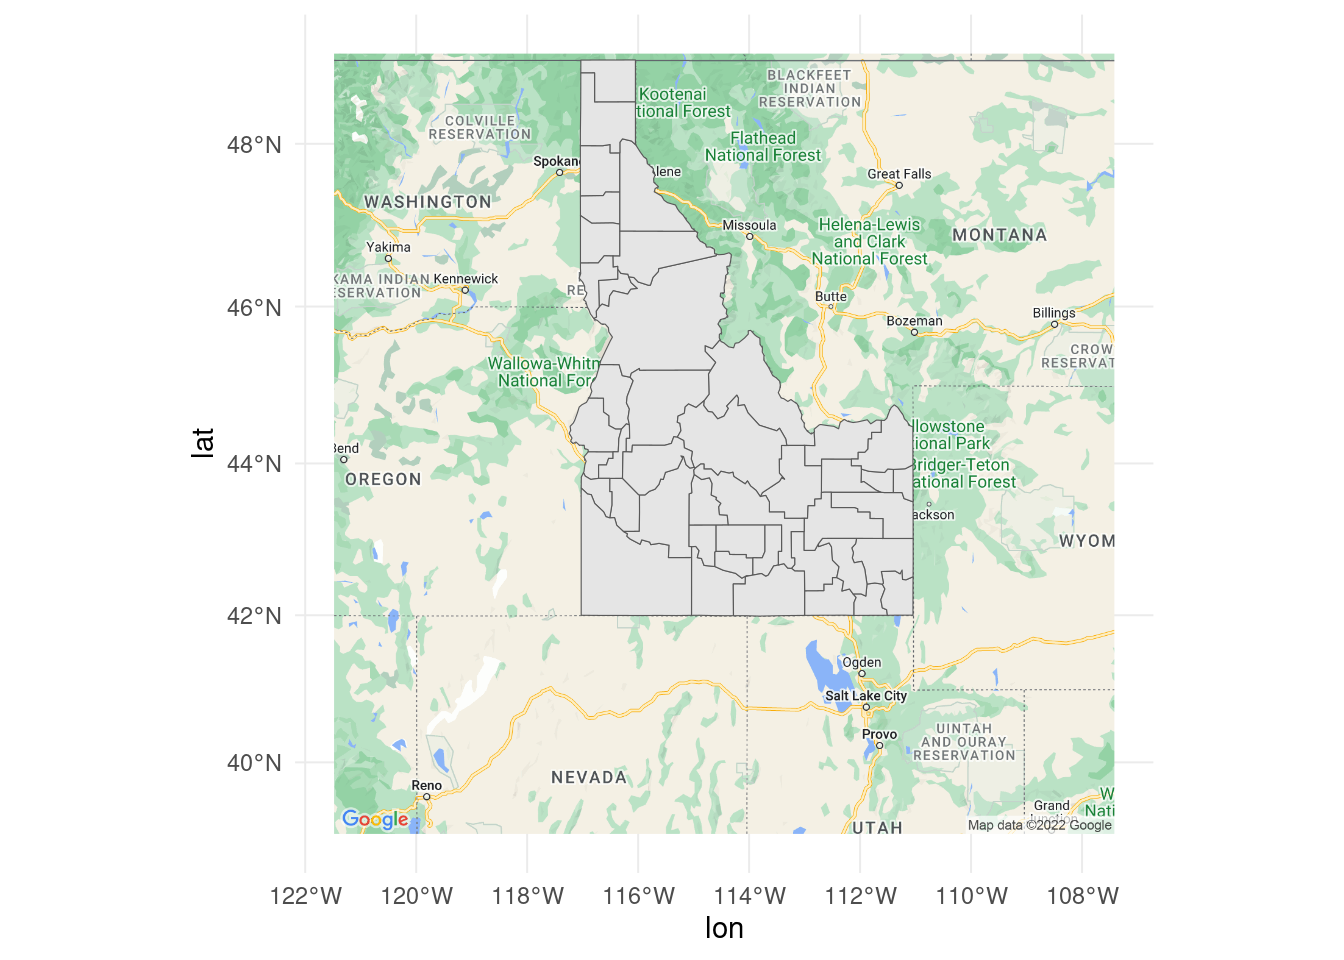 BLACKFEET
INDIAN
RESERVATION
Kootenai
tional Forest
COLVILLE
RESERVATION
Flathead
National Forest
48°N
Spokan
lene
Great Falls
WASHINGTON
Missoula
Helena-Lewis
and Clark
National Forest
MONTANA
Yakima
KAMA INDIAN
ESERVATION
Kennewick
RE
46°N
Butte
Bozeman
Billings
CROW
RESERVAT
Wallowa-Whitn
National Fore
llowstone
ional Park
lat
Bend
44°N
Bridger-Teton
ational Forest
OREGON
ackson
WYOM
42°N
Ogden
Salt Lake City
Provo
UINTAH
AND OURAY
RESERVATION
40°N
NEVADA
Reno
W
Nati
Grand
Junction
Google
UTAH
Map data ©2022 Google
122°W 120°W 118°W 116°W 114°W 112°W 110°W 108°W
lon